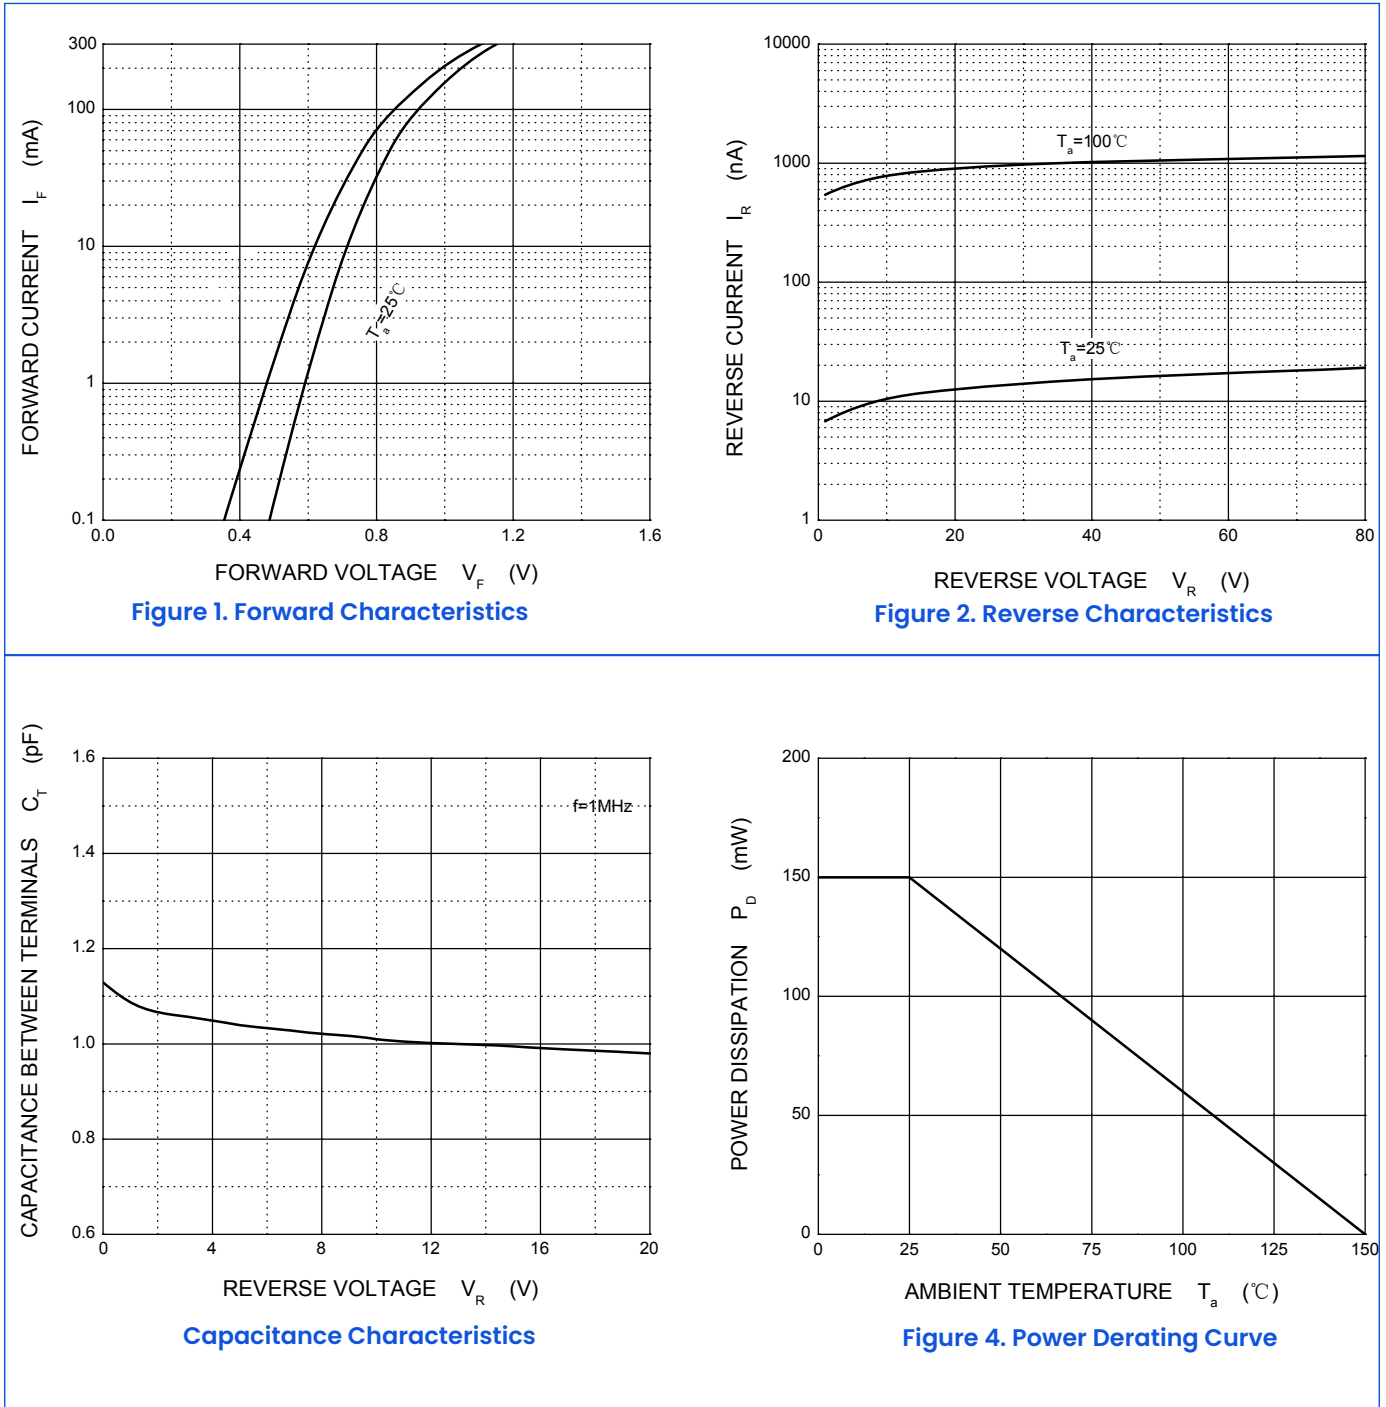 FORWARD CURRENT I_F (mA)
300
100
10
1
0.1
T_a=25℃
0.0 0.4 0.8 1.2 1.6
FORWARD VOLTAGE V_F (V)
Figure 1. Forward Characteristics
REVERSE CURRENT I_R (nA)
10000
1000
100
10
1
T_a=100℃
T_a=25℃
0 20 40 60 80
REVERSE VOLTAGE V_R (V)
Figure 2. Reverse Characteristics
CAPACITANCE BETWEEN TERMINALS C_T (pF)
1.6
1.4
1.2
1.0
0.8
0.6
f=1MHz
0 4 8 12 16 20
REVERSE VOLTAGE V_R (V)
Capacitance Characteristics
POWER DISSIPATION P_D (mW)
200
150
100
50
0
0 25 50 75 100 125 150
AMBIENT TEMPERATURE T_a (℃)
Figure 4. Power Derating Curve